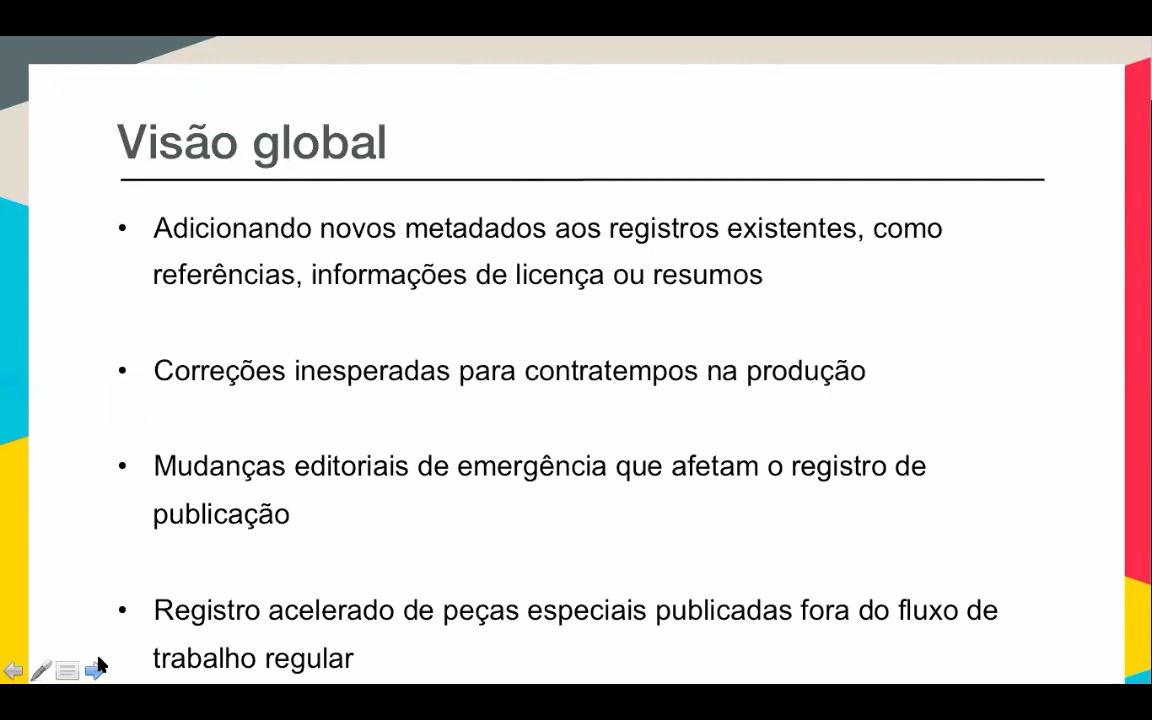 Visão global
• Adicionando novos metadados aos registros existentes, como
referências, informações de licença ou resumos
• Correções inesperadas para contratempos na produção
• Mudanças editoriais de emergência que afetam o registro de
publicação
• Registro acelerado de peças especiais publicadas fora do fluxo de
trabalho regular